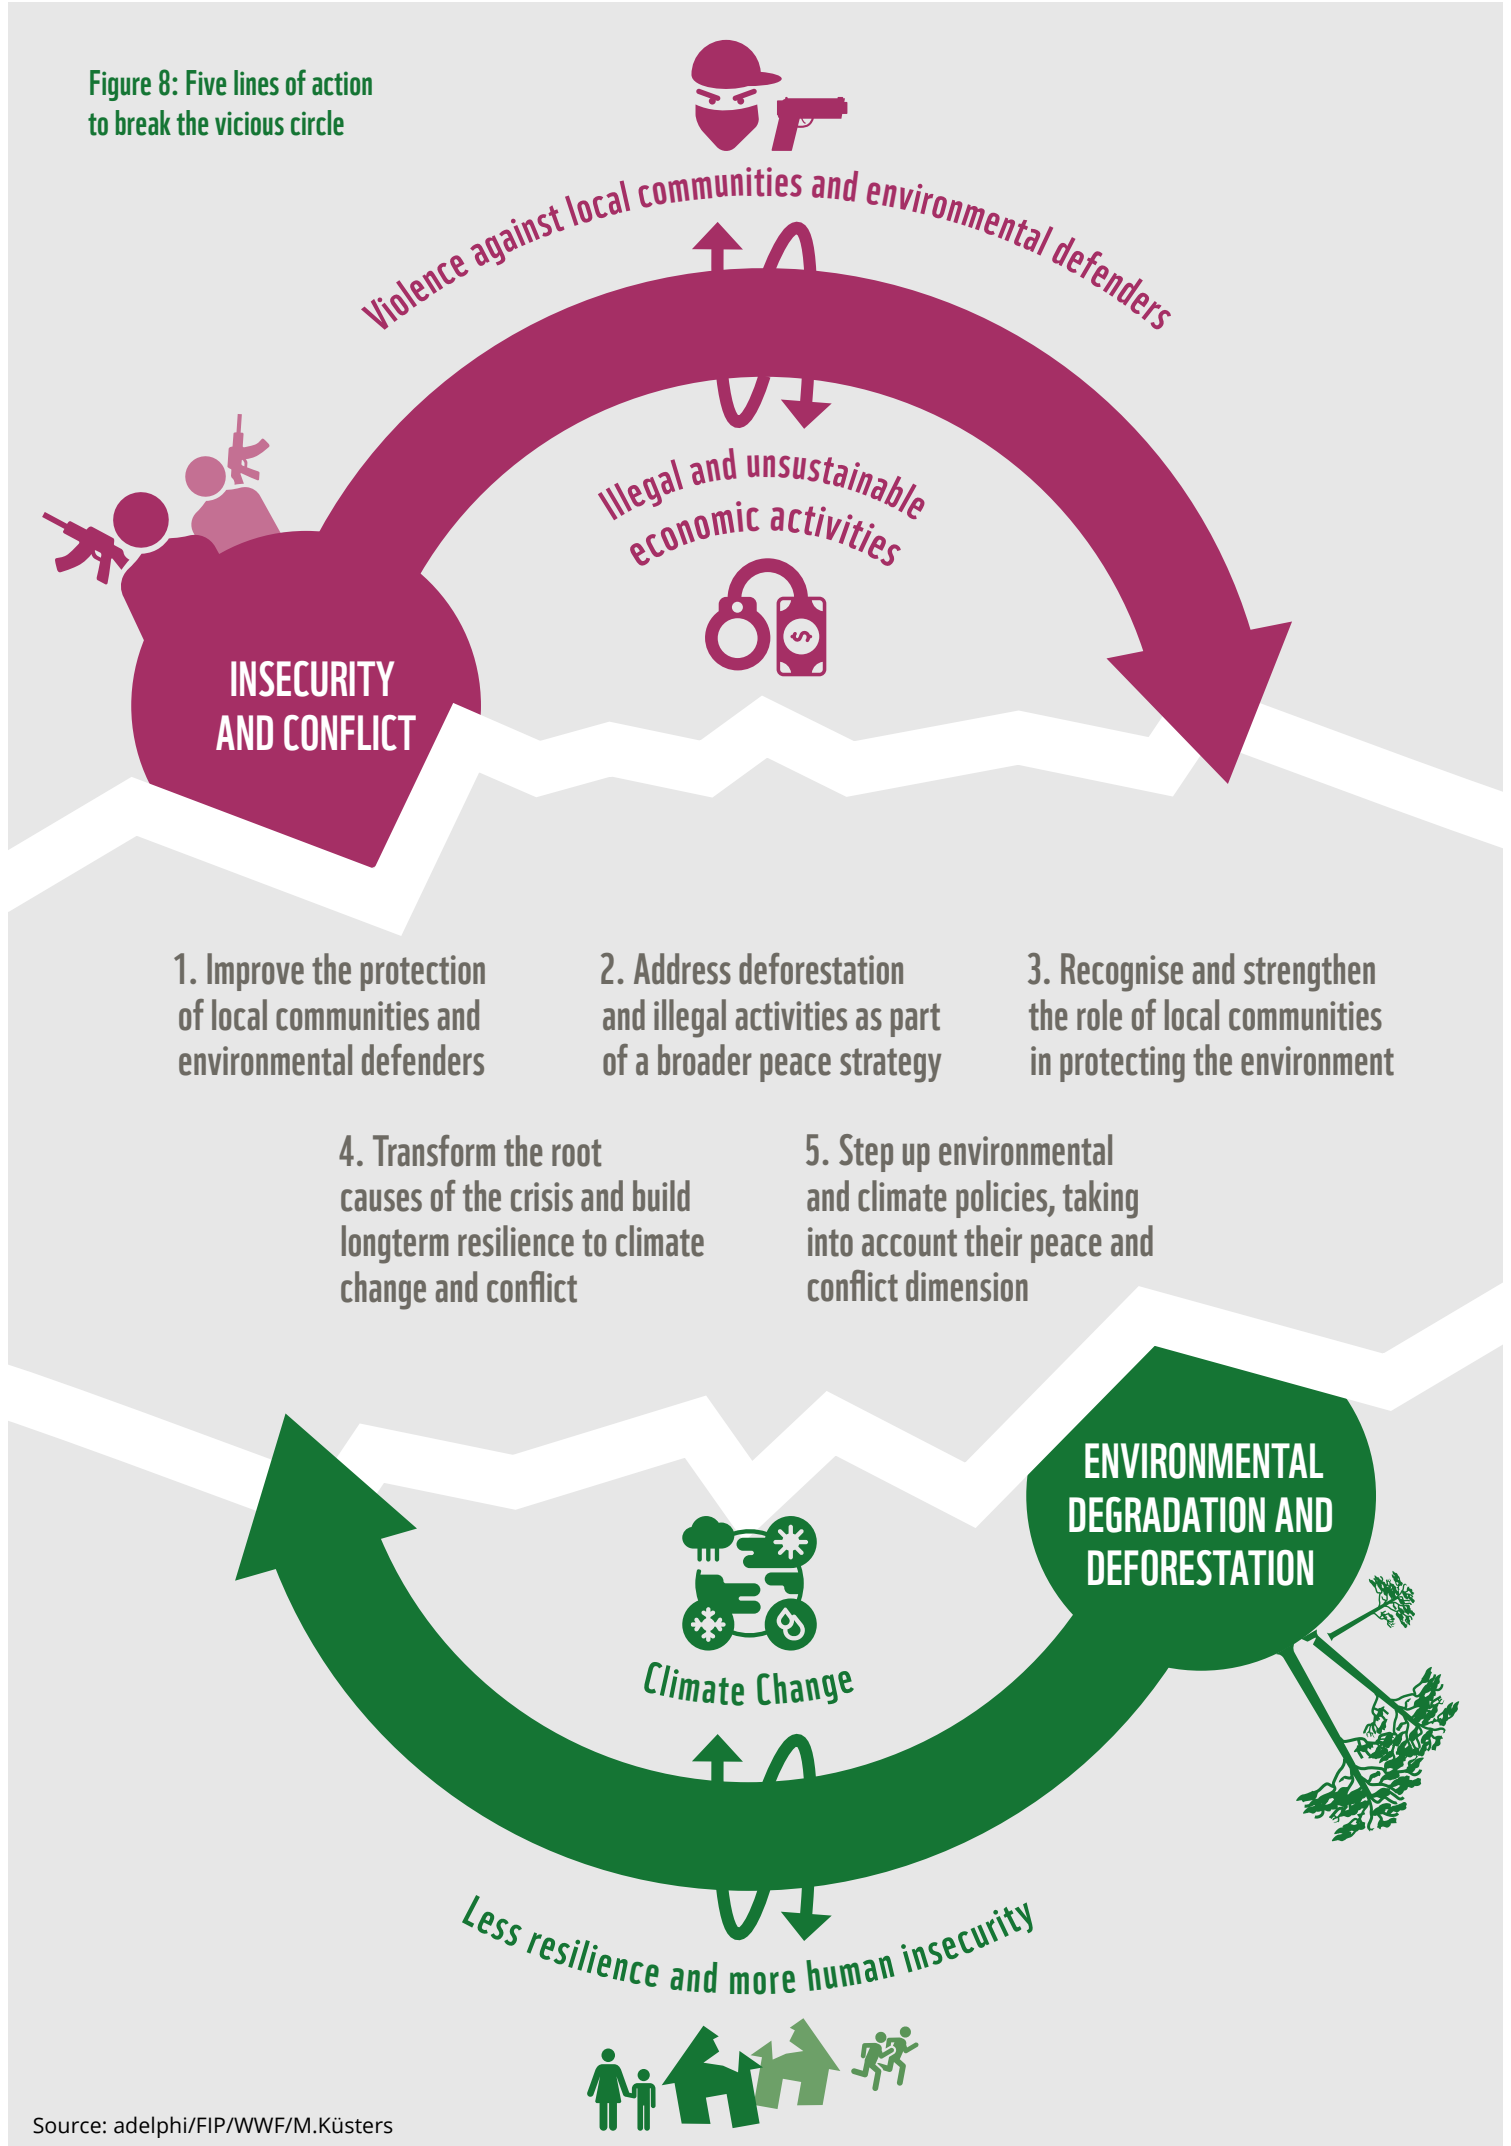 Figure 8: Five lines of action
to break the vicious circle
Violence against local communities and environmental defenders
Illegal and unsustainable
economic activities
$
INSECURITY
AND CONFLICT
1. Improve the protection
of local communities and
environmental defenders
2. Address deforestation
and illegal activities as part
of a broader peace strategy
3. Recognise and strengthen
the role of local communities
in protecting the environment
4. Transform the root
causes of the crisis and build
longterm resilience to climate
change and conflict
5. Step up environmental
and climate policies, taking
into account their peace and
conflict dimension
ENVIRONMENTAL
DEGRADATION AND
DEFORESTATION
Climate Change
Less resilience and more human insecurity
Source: adelphi/FIP/WWF/M.Küsters